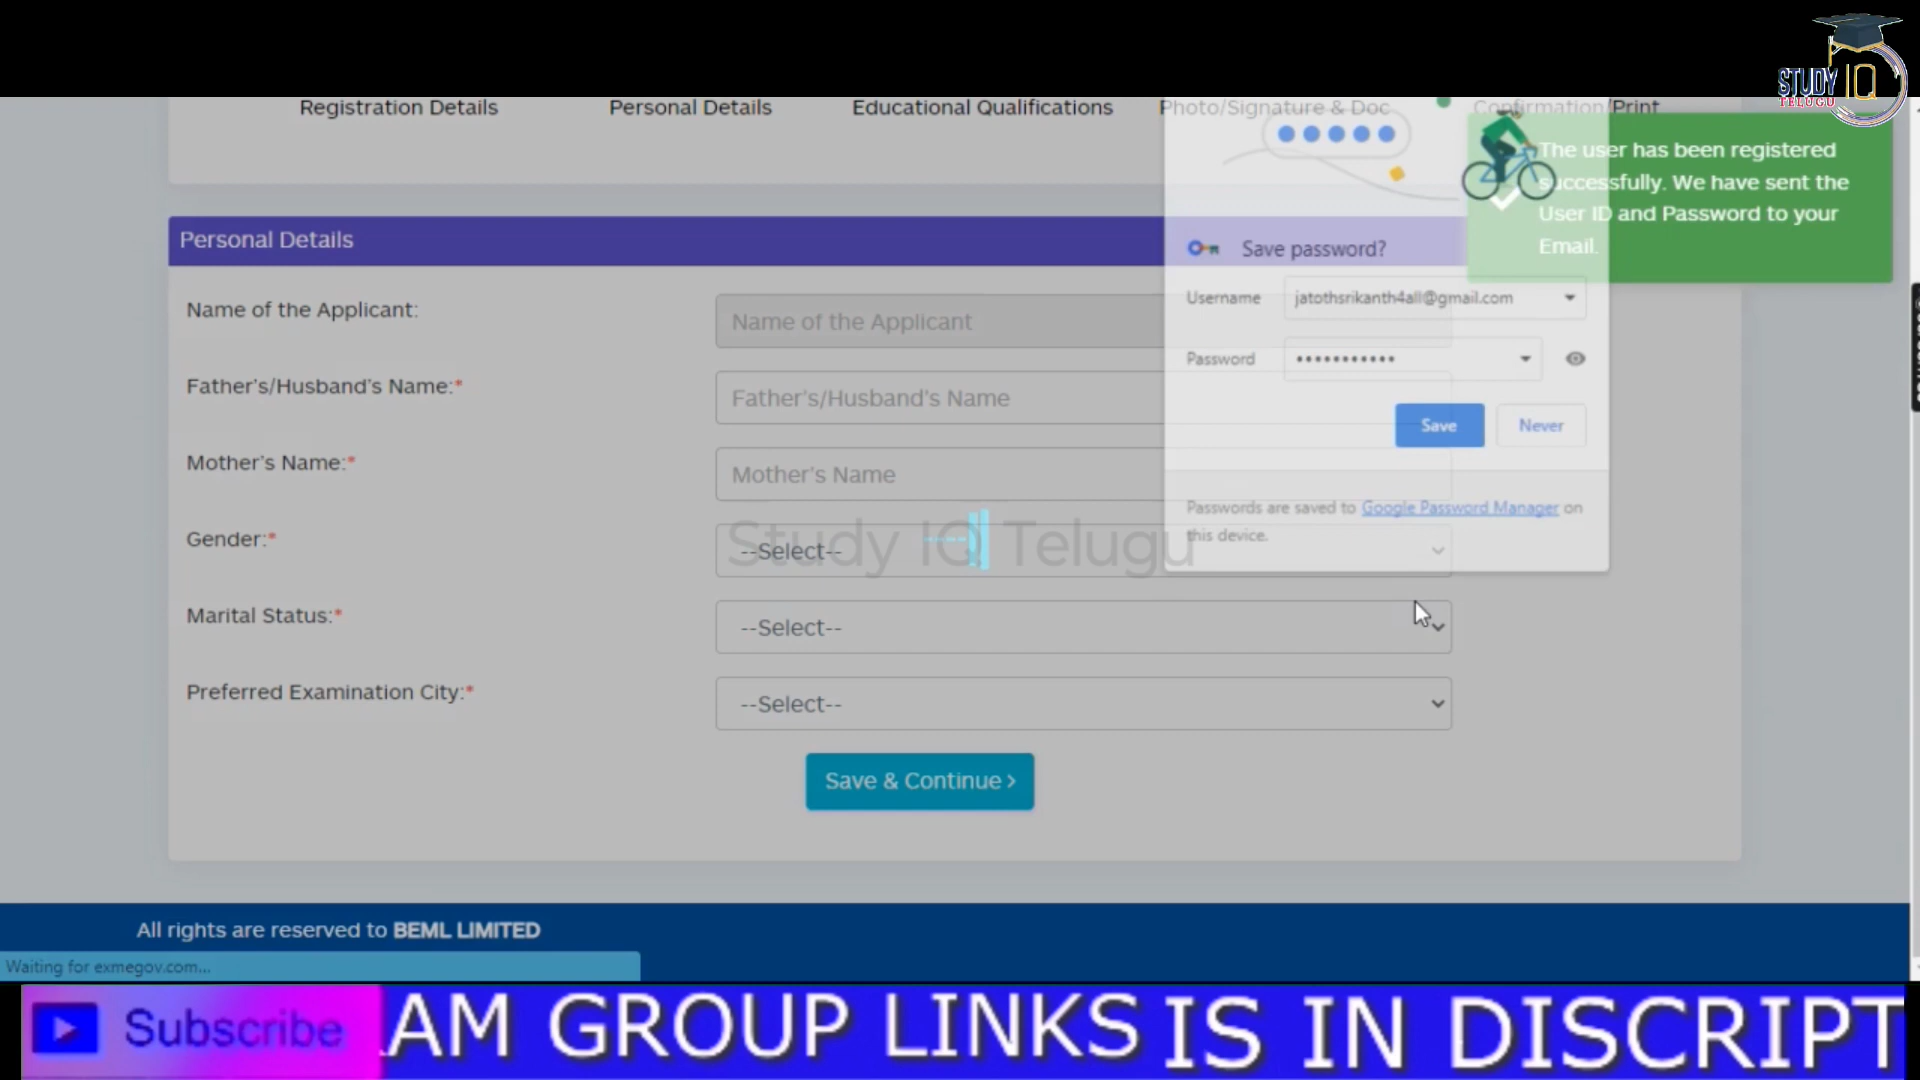 STUDY IQ
TELUGU
Registration Details
Personal Details
Educational Qualifications
Photo/Signature & Doc
Confirmation/Print
The user has been registered
successfully. We have sent the
User ID and Password to your
Email.
Personal Details
Save password?
Name of the Applicant:
Name of the Applicant
Username
jatothsrikanth4all@gmail.com
Password
•••••••••••
Father's/Husband's Name:*
Father's/Husband's Name
Save
Never
Mother's Name:*
Mother's Name
Passwords are saved to Google Password Manager on
this device.
Gender:*
--Select--
Study IQ Telugu
Marital Status:*
--Select--
Preferred Examination City:*
--Select--
Save & Continue >
All rights are reserved to BEML LIMITED
Waiting for exmegov.com...
Subscribe
AM GROUP LINKS IS IN DISCRIPT